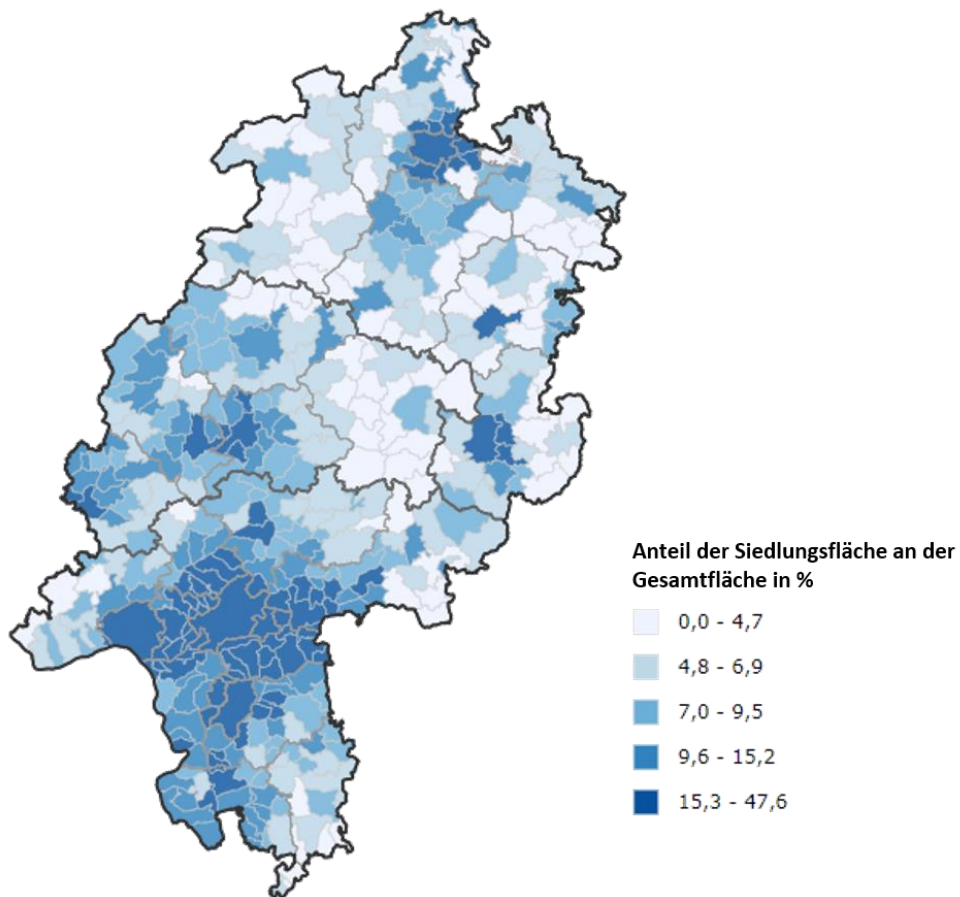 Anteil der Siedlungsfläche an der
Gesamtfläche in %
0,0 - 4,7
4,8 - 6,9
7,0 - 9,5
9,6 - 15,2
15,3 - 47,6